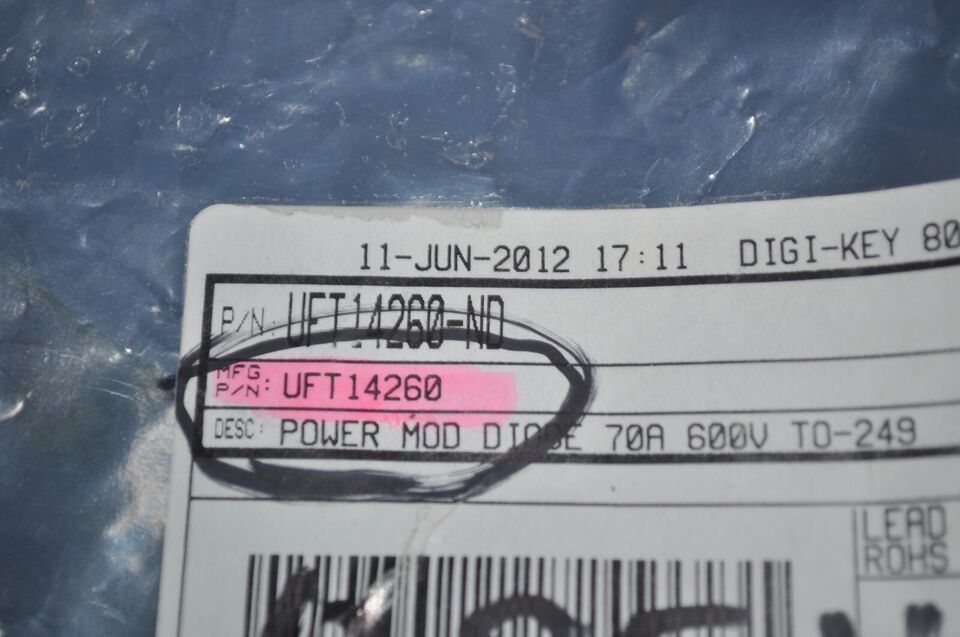 11-JUN-2012 17:11 DIGI-KEY 80
P/N: UFT14260-ND
MFG P/N: UFT14260
DESC: POWER MOD DIODE 70A 600V TO-249
LEAD
ROHS